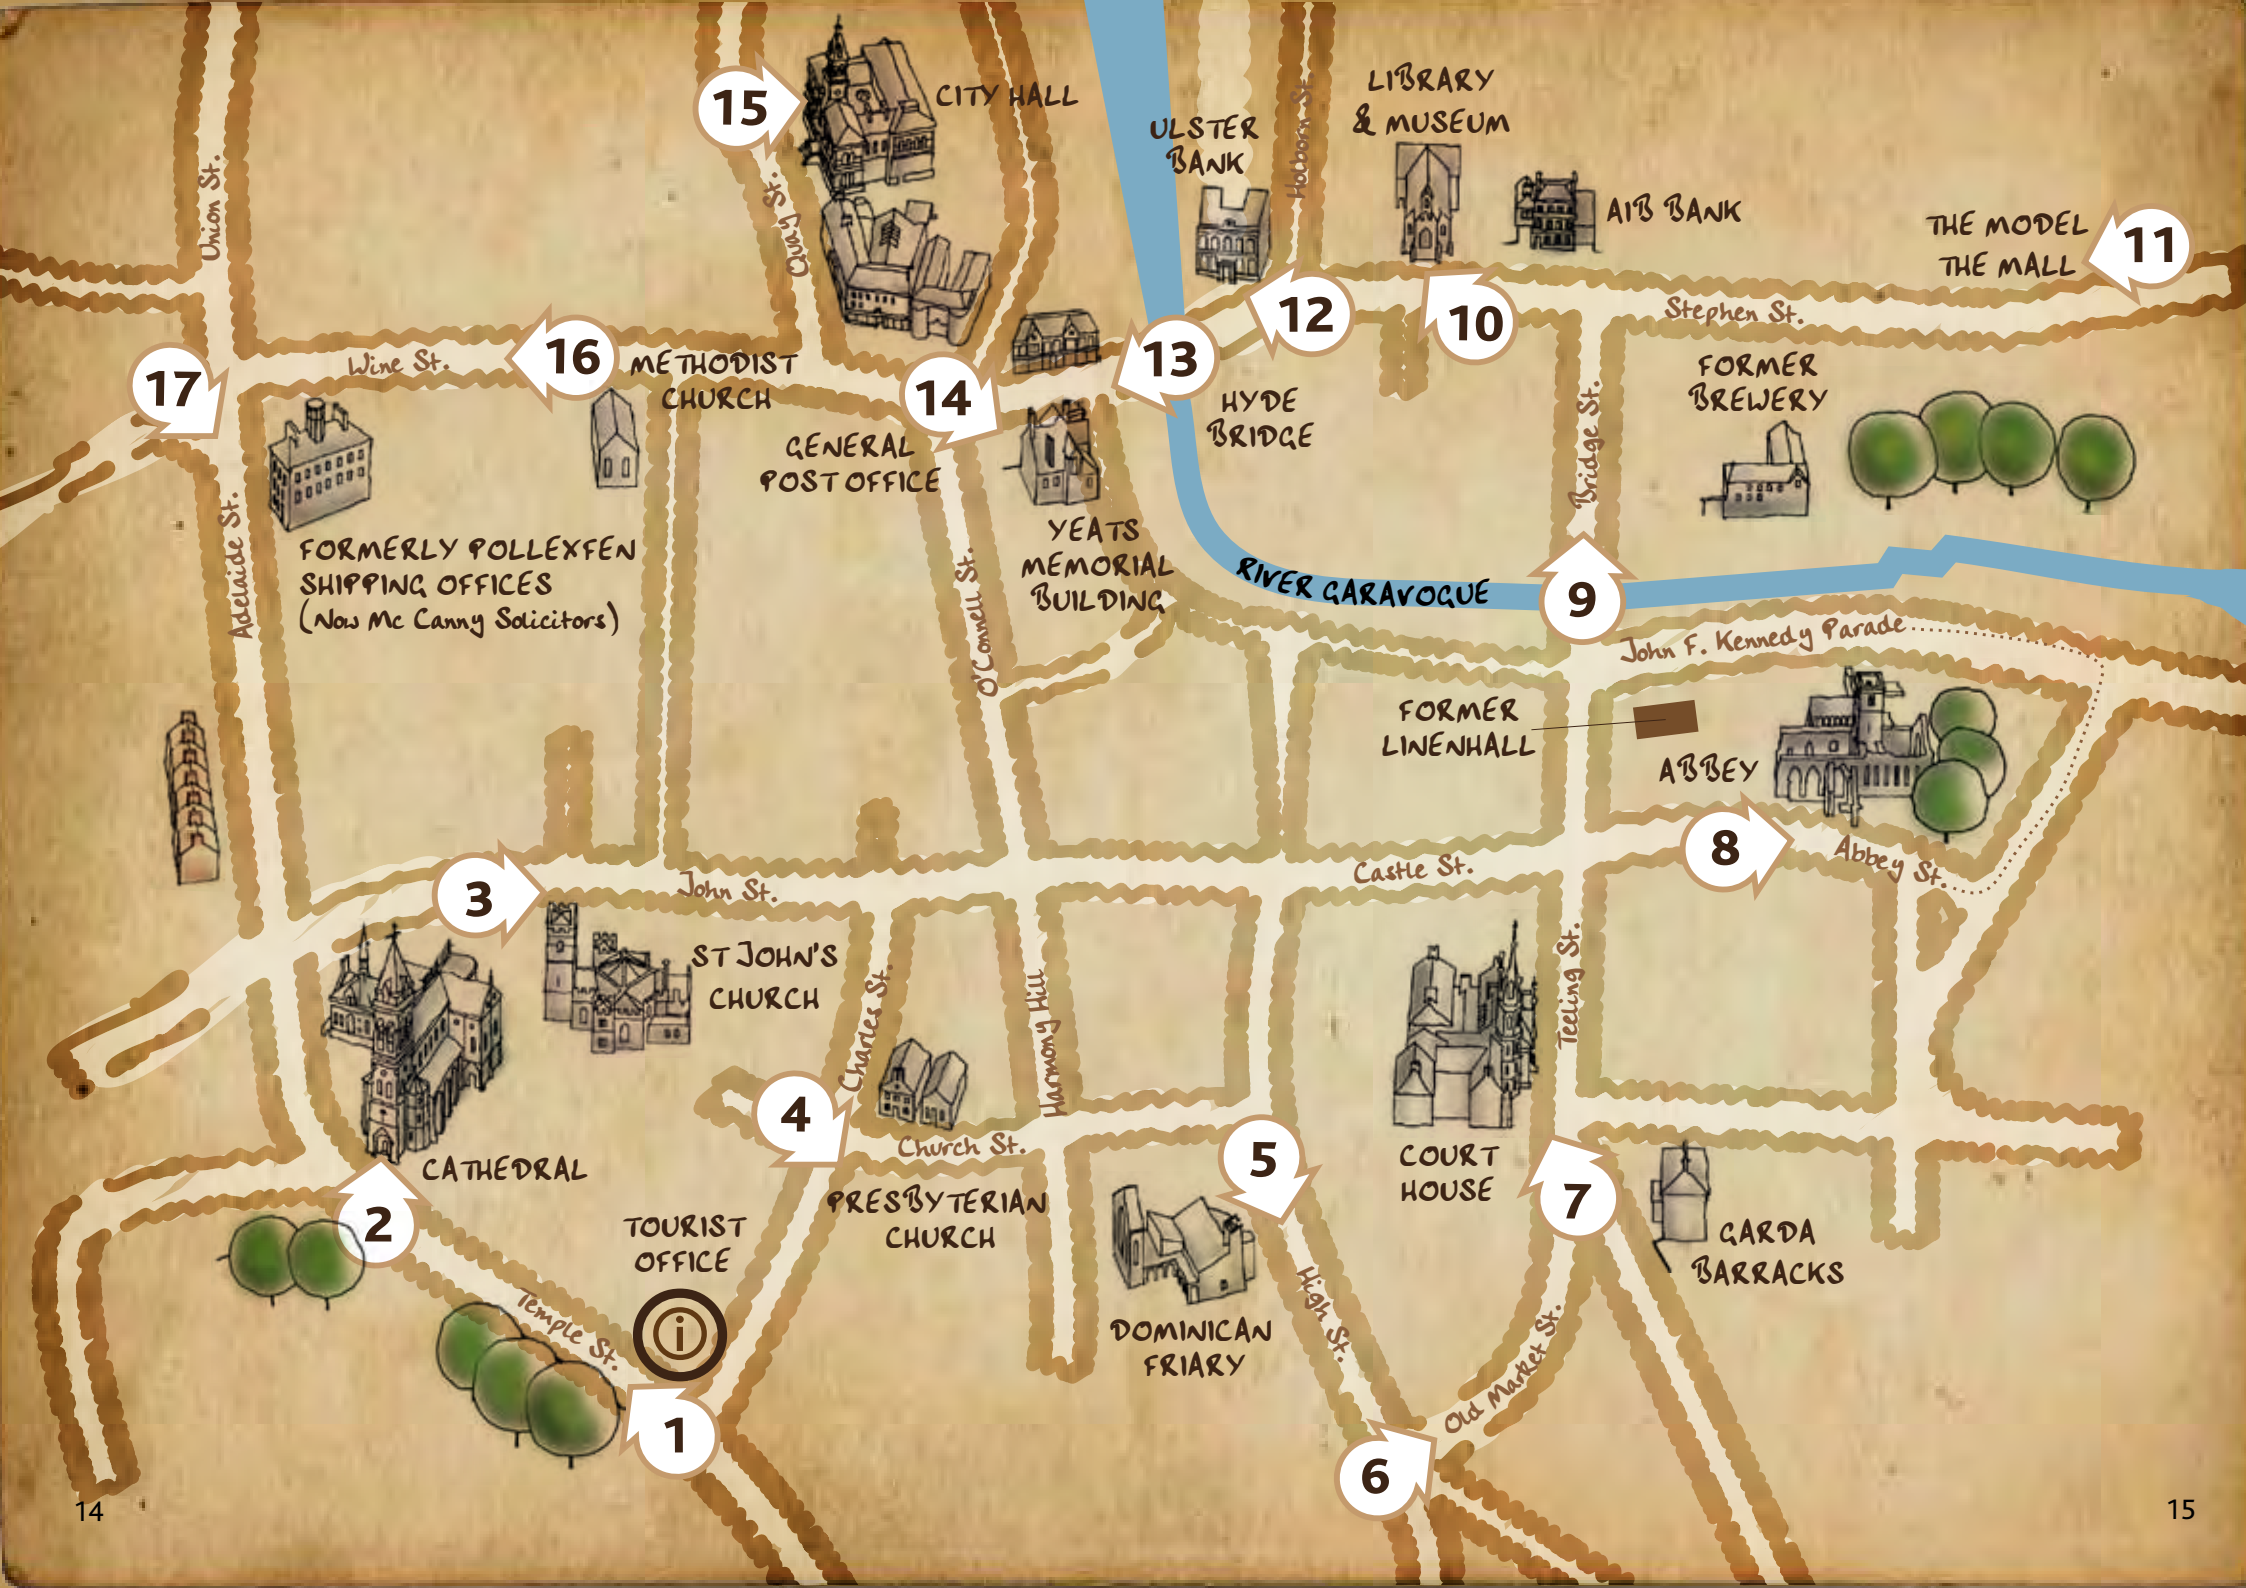 15
CITY HALL
Union St.
Quay St.
ULSTER
BANK
Holborn St.
LIBRARY
& MUSEUM
AIB BANK
THE MODEL
THE MALL
11
12
10
Stephen St.
13
HYDE
BRIDGE
Wine St.
16
METHODIST
CHURCH
17
14
GENERAL
POST OFFICE
YEATS
MEMORIAL
BUILDING
FORMER
BREWERY
Bridge St.
RIVER GARAVOGUE
9
FORMERLY POLLEXFEN
SHIPPING OFFICES
(Now Mc Canny Solicitors)
Adelaide St.
O'Connell St.
John F. Kennedy Parade
FORMER
LINENHALL
ABBEY
8
Abbey St.
Castle St.
3
John St.
ST JOHN'S
CHURCH
Charles St.
Harmony Hill
Teeling St.
4
Church St.
PRESBYTERIAN
CHURCH
CATHEDRAL
2
TOURIST
OFFICE
i
Temple St.
1
5
DOMINICAN
FRIARY
High St.
COURT
HOUSE
7
GARDA
BARRACKS
Old Market St.
6
14
15